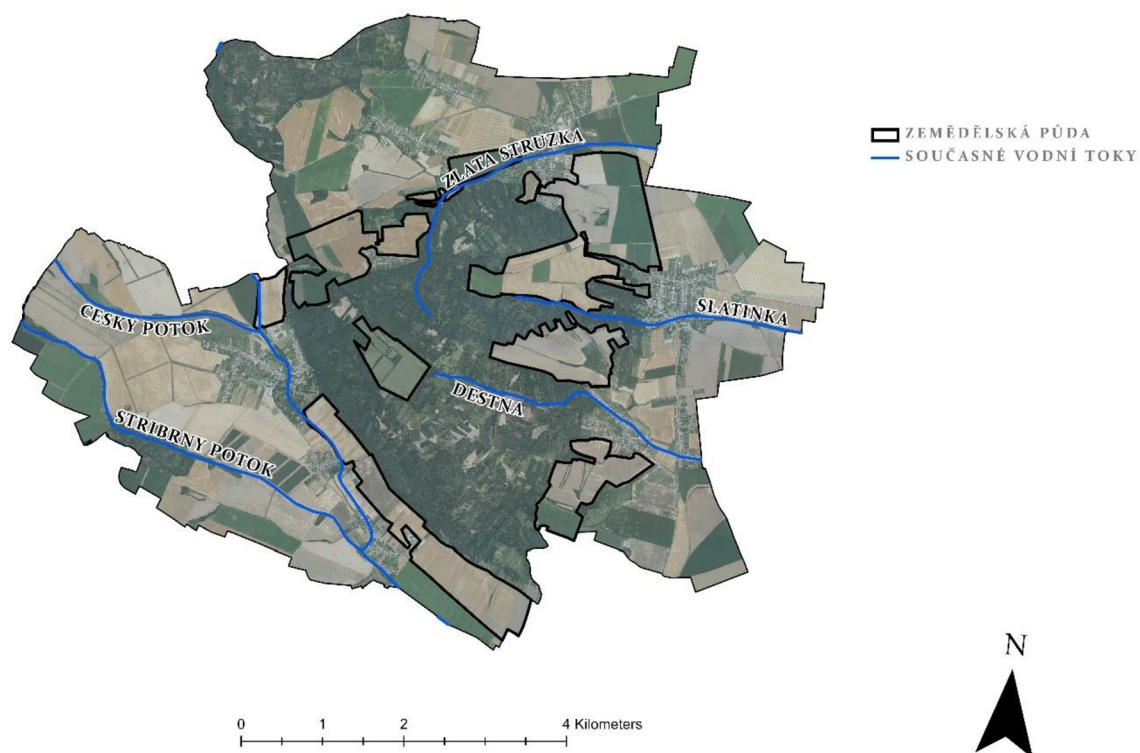 ZLATA STRUZKA
ZEMĚDĚLSKÁ PŮDA
SOUČASNÉ VODNÍ TOKY
CESKY POTOK
SLATINKA
DESTNA
STRIBRNY POTOK
N
0 1 2 4 Kilometers